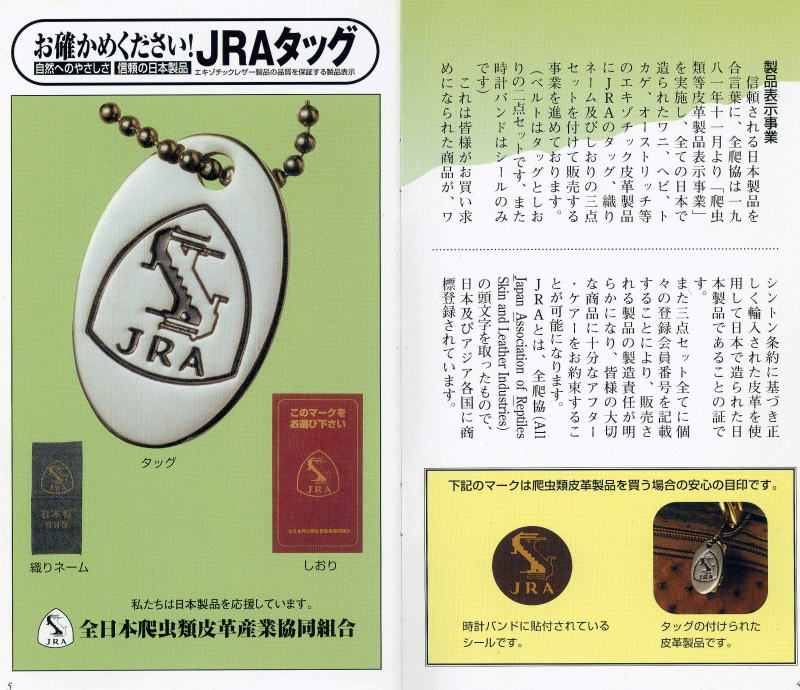 製品表示事業
信頼される日本製品を
合言葉に、全爬協は一九
八一年十一月より「爬虫
類等皮革製品表示事業」
を実施し、全ての日本で
造られたワニ、ヘビ、ト
カゲ、オーストリッチ等
のエキゾチック皮革製品
にJRAのタッグ、織り
ネーム及びしおりの三点
セットを付けて販売する
事業を進めております。
(ベルトはタッグとしお
りの二点セットです、また
時計バンドはシールのみ
です)
これは皆様がお買い求
めになられた商品が、ワ
シントン条約に基づき正
しく輸入された皮革を使
用して日本で造られた日
本製品であることの証で
す。
また三点セット全てに個
々の登録会員番号を記載
することにより、販売さ
れる製品の製造責任が明
らかになり、皆様の大切
な商品に十分なアフター
・ケアーをお約束するこ
とが可能になります。
JRAとは、全爬協(All
Japan Association of Reptiles
Skin and Leather Industries)
の頭文字を取ったもので、
日本及びアジア各国に商
標登録されています。
下記のマークは爬虫類皮革製品を買う場合の安心の目印です。
JRA
JRA
時計バンドに貼付されている
シールです。
タッグの付けられた
皮革製品です。
4
お確かめください!JRAタッグ
自然へのやさしさ 信頼の日本製品 エキゾチックレザー製品の品質を保証する製品表示
JRA
タッグ
JRA
織りネーム
このマークを
お選び下さい
JRA
全日本爬虫類皮革産業協同組合
しおり
私たちは日本製品を応援しています。
JRA
全日本爬虫類皮革産業協同組合
5